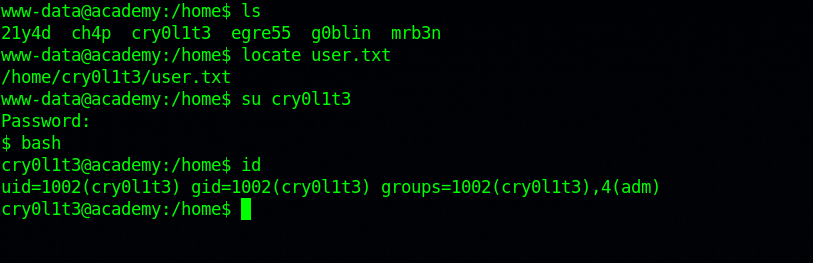 www-data@academy:/home$ ls
21y4d  ch4p  cry0l1t3  egre55  g0blin  mrb3n
www-data@academy:/home$ locate user.txt
/home/cry0l1t3/user.txt
www-data@academy:/home$ su cry0l1t3
Password:
$ bash
cry0l1t3@academy:/home$ id
uid=1002(cry0l1t3) gid=1002(cry0l1t3) groups=1002(cry0l1t3),4(adm)
cry0l1t3@academy:/home$